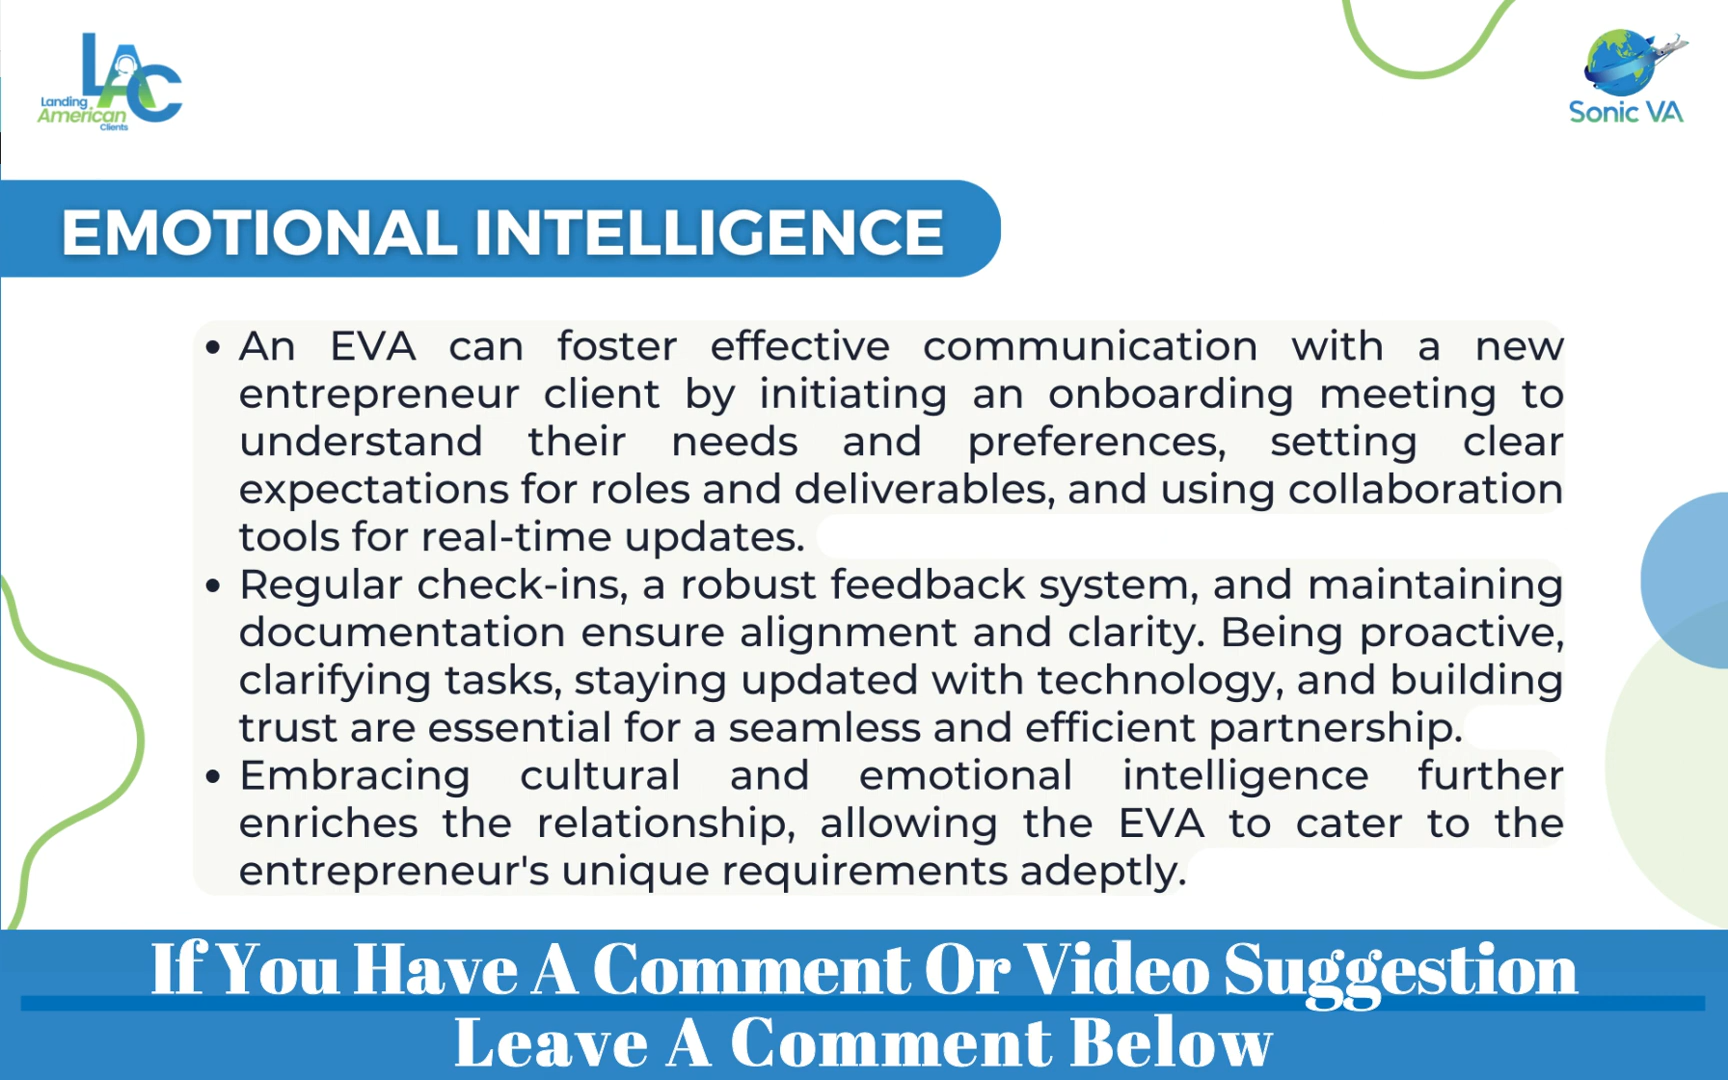 LAC
Landing
American
Clients
Sonic VA
EMOTIONAL INTELLIGENCE
• An EVA can foster effective communication with a new
entrepreneur client by initiating an onboarding meeting to
understand their needs and preferences, setting clear
expectations for roles and deliverables, and using collaboration
tools for real-time updates.
• Regular check-ins, a robust feedback system, and maintaining
documentation ensure alignment and clarity. Being proactive,
clarifying tasks, staying updated with technology, and building
trust are essential for a seamless and efficient partnership.
• Embracing cultural and emotional intelligence further
enriches the relationship, allowing the EVA to cater to the
entrepreneur's unique requirements adeptly.
If You Have A Comment Or Video Suggestion
Leave A Comment Below